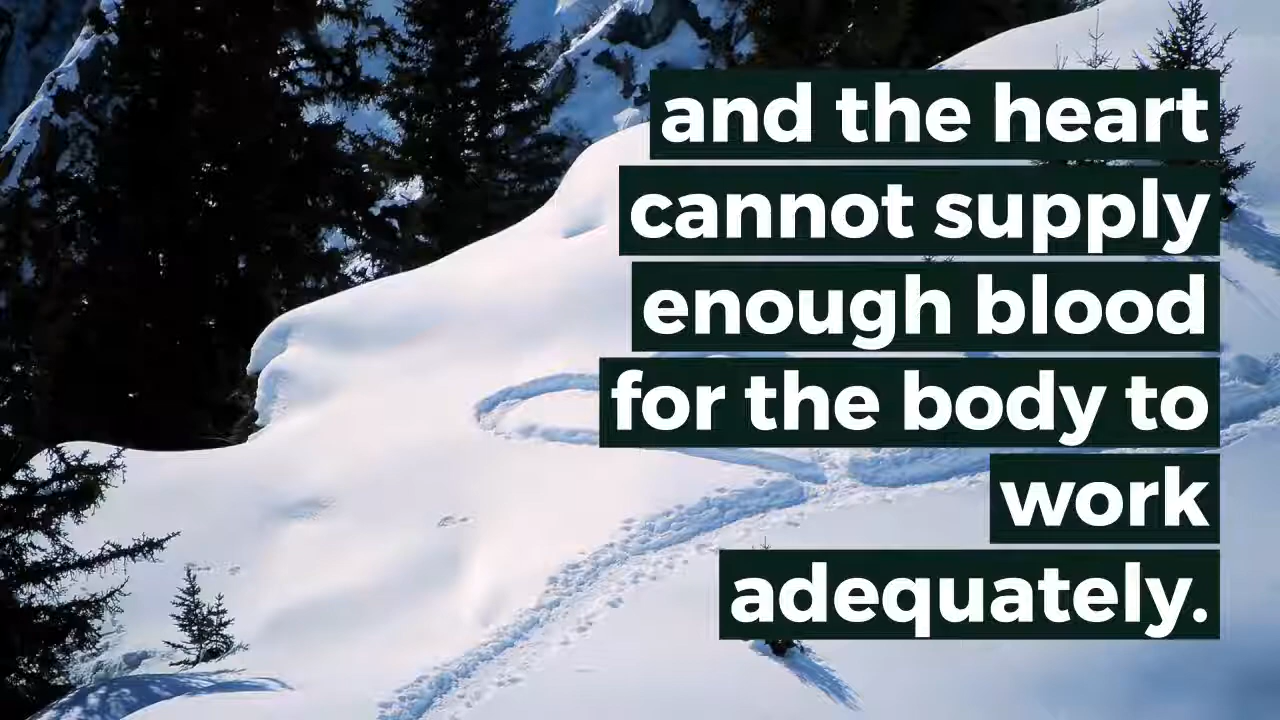 and the heart
cannot supply
enough blood
for the body to
work
adequately.